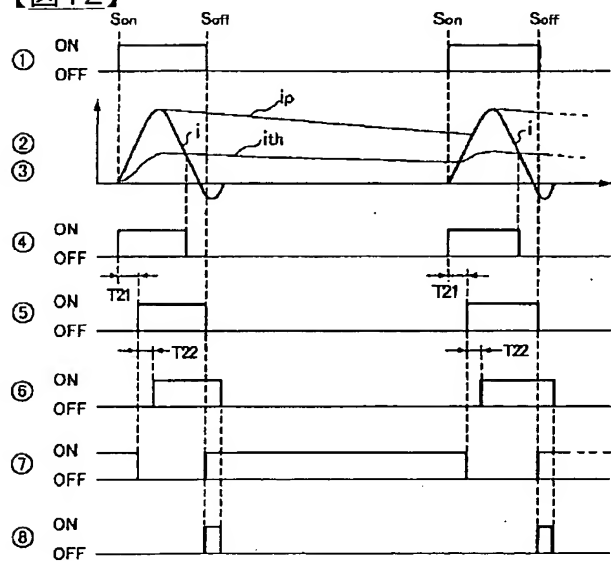 【図12】
Son Soff Son Soff
① ON
OFF
② ip i ip i
③ ith
④ ON
OFF
T21 T21
⑤ ON
OFF
T22 T22
⑥ ON
OFF
⑦ ON
OFF
⑧ ON
OFF